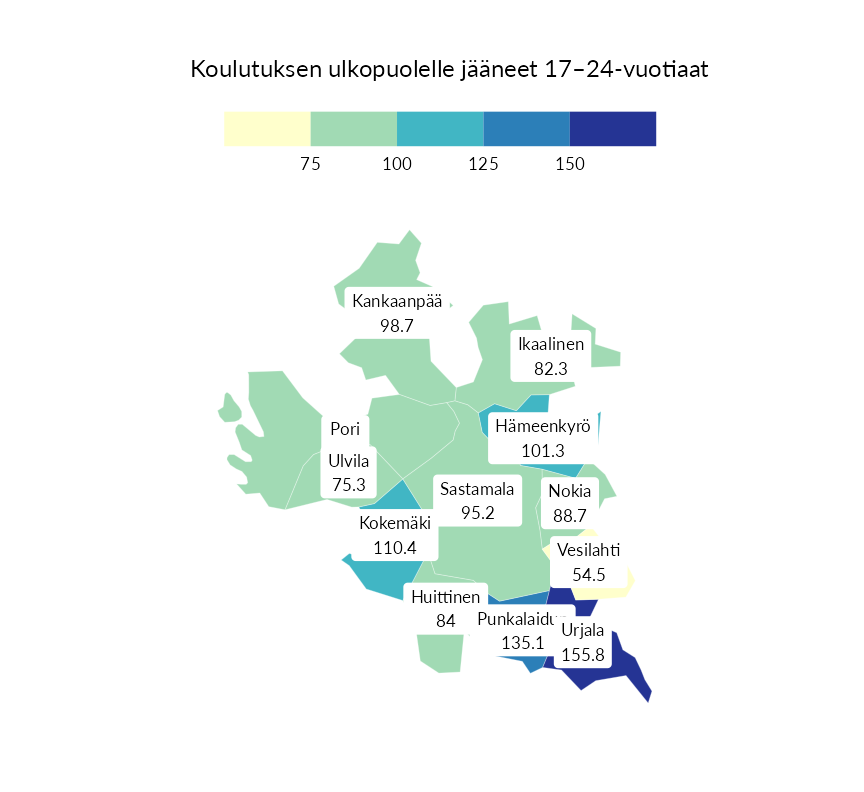 Koulutuksen ulkopuolelle jääneet 17–24-vuotiaat
75 100 125 150
Kankaanpää
98.7
Ikaalinen
82.3
Hämeenkyrö
101.3
Pori
Ulvila
75.3
Sastamala
95.2
Nokia
88.7
Kokemäki
110.4
Vesilahti
54.5
Huittinen
84
135.1
Urjala
155.8